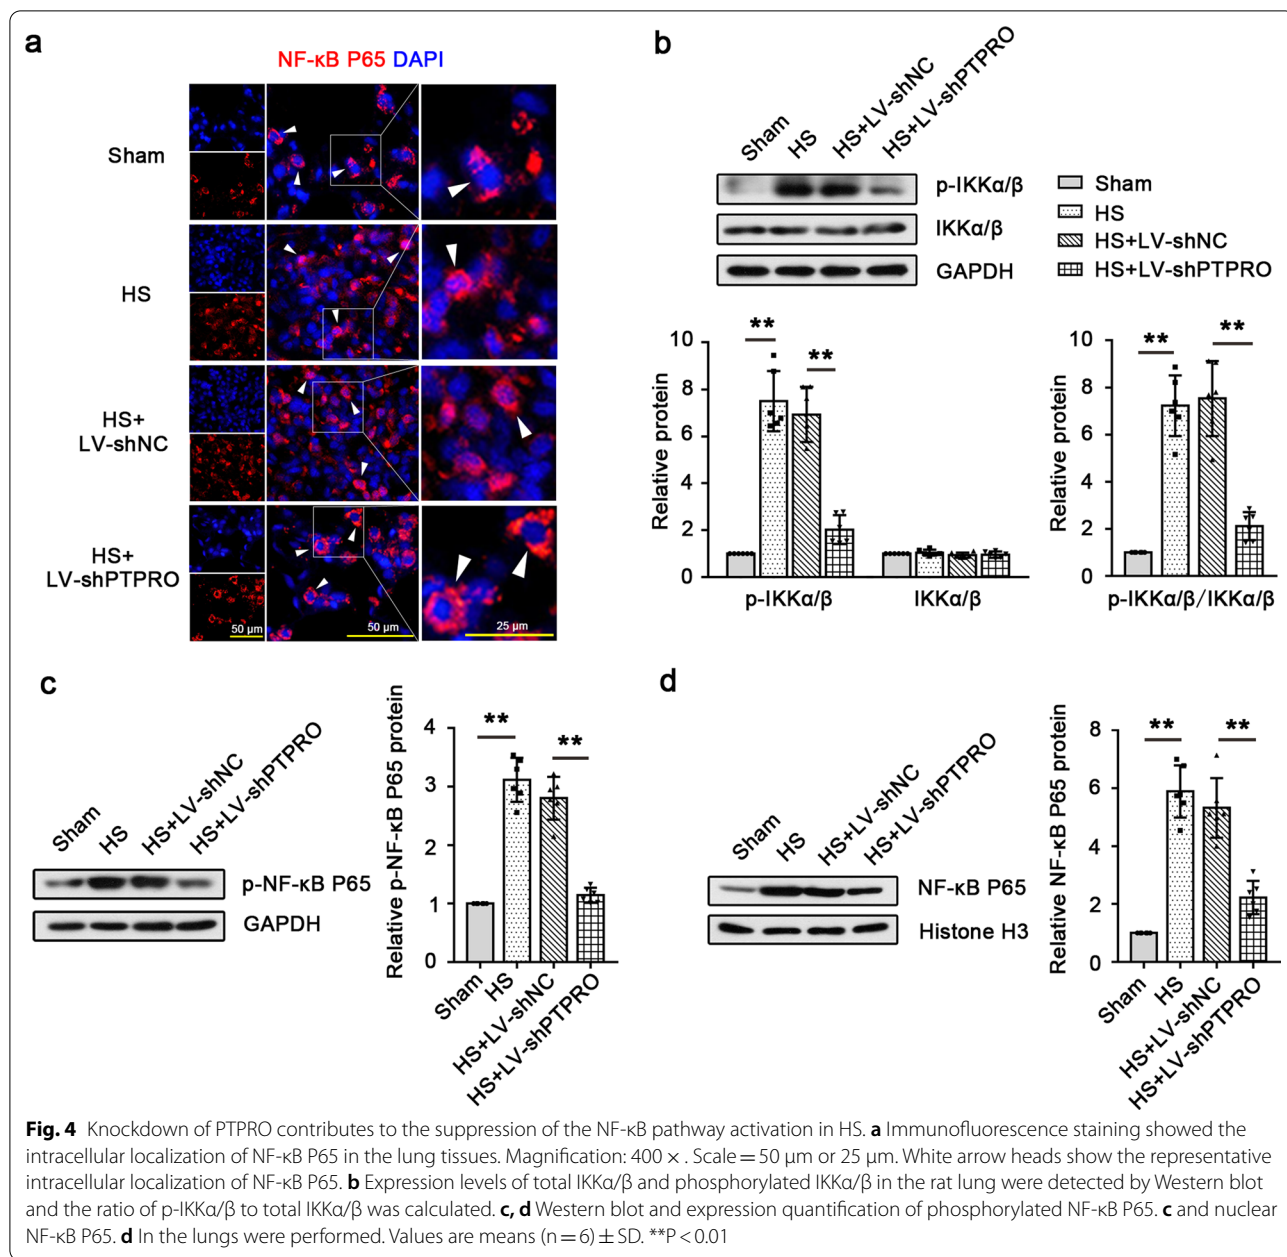 a
NF-κB P65 DAPI
Sham
HS
HS+
LV-shNC
HS+
LV-shPTPRO
50 μm
50 μm
25 μm
b
Sham
HS
HS+LV-shNC
HS+LV-shPTPRO
p-IKKα/β
IKKα/β
GAPDH
Sham
HS
HS+LV-shNC
HS+LV-shPTPRO
Relative protein
10
8
6
4
2
0
**
**
p-IKKα/β
IKKα/β
Relative protein
10
8
6
4
2
0
**
**
p-IKKα/β/IKKα/β
c
Sham
HS
HS+LV-shNC
HS+LV-shPTPRO
p-NF-κB P65
GAPDH
Relative p-NF-κB P65 protein
4
3
2
1
0
**
**
Sham
HS
HS+LV-shNC
HS+LV-shPTPRO
d
Sham
HS
HS+LV-shNC
HS+LV-shPTPRO
NF-κB P65
Histone H3
Relative NF-κB P65 protein
8
6
4
2
0
**
**
Sham
HS
HS+LV-shNC
HS+LV-shPTPRO
Fig. 4 Knockdown of PTPRO contributes to the suppression of the NF-κB pathway activation in HS. a Immunofluorescence staining showed the
intracellular localization of NF-κB P65 in the lung tissues. Magnification: 400 × . Scale = 50 μm or 25 μm. White arrow heads show the representative
intracellular localization of NF-κB P65. b Expression levels of total IKKα/β and phosphorylated IKKα/β in the rat lung were detected by Western blot
and the ratio of p-IKKα/β to total IKKα/β was calculated. c, d Western blot and expression quantification of phosphorylated NF-κB P65. c and nuclear
NF-κB P65. d In the lungs were performed. Values are means (n = 6) ± SD. **P < 0.01